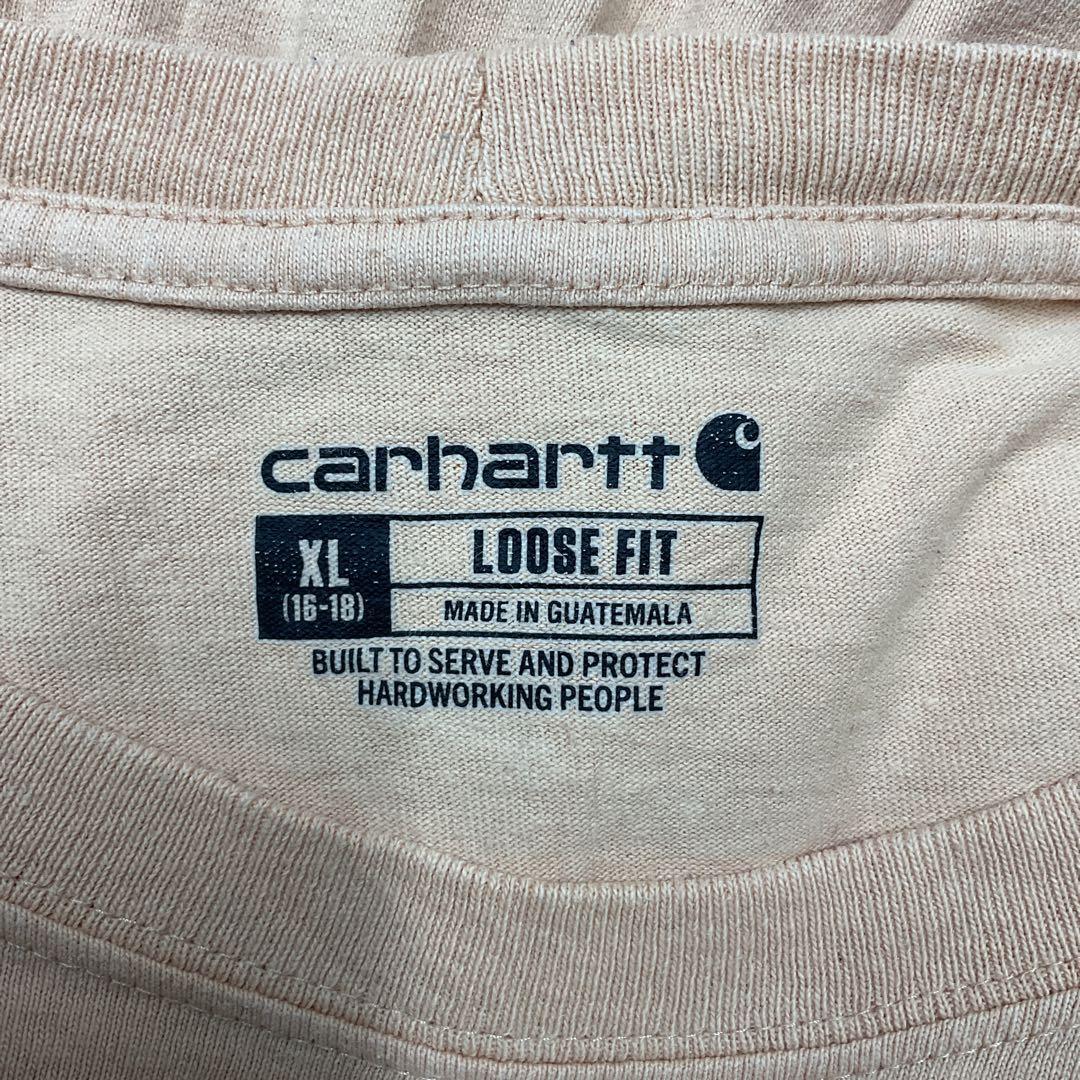 carhartt
XL
(16-18)
LOOSE FIT
MADE IN GUATEMALA
BUILT TO SERVE AND PROTECT
HARDWORKING PEOPLE